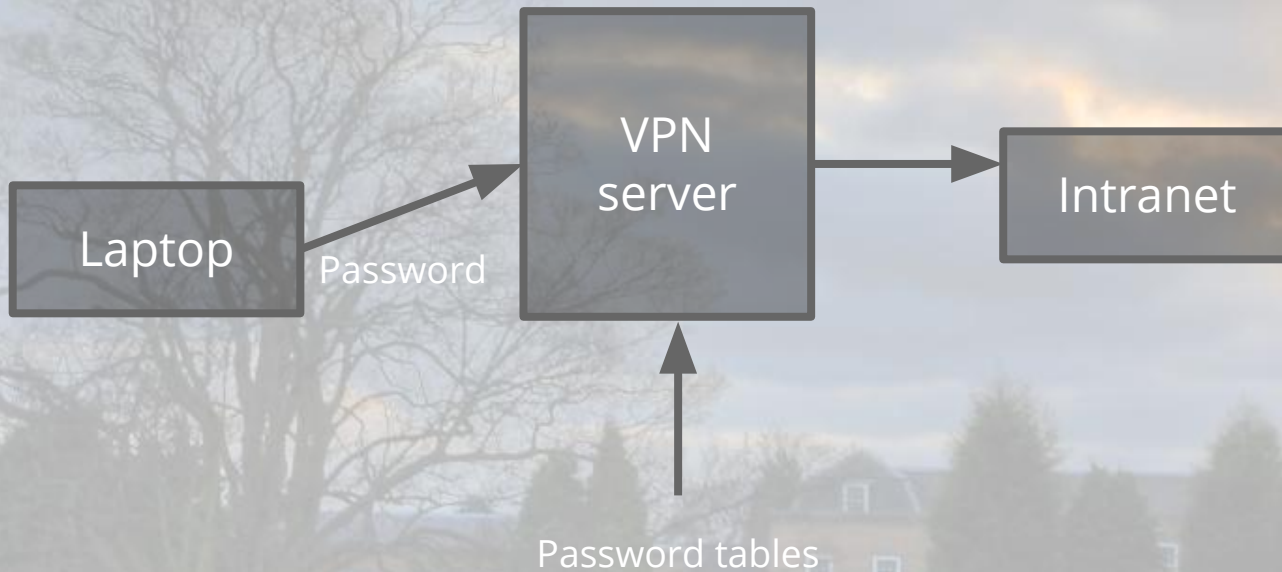 VPN
server
Laptop
Intranet
Password
Password tables